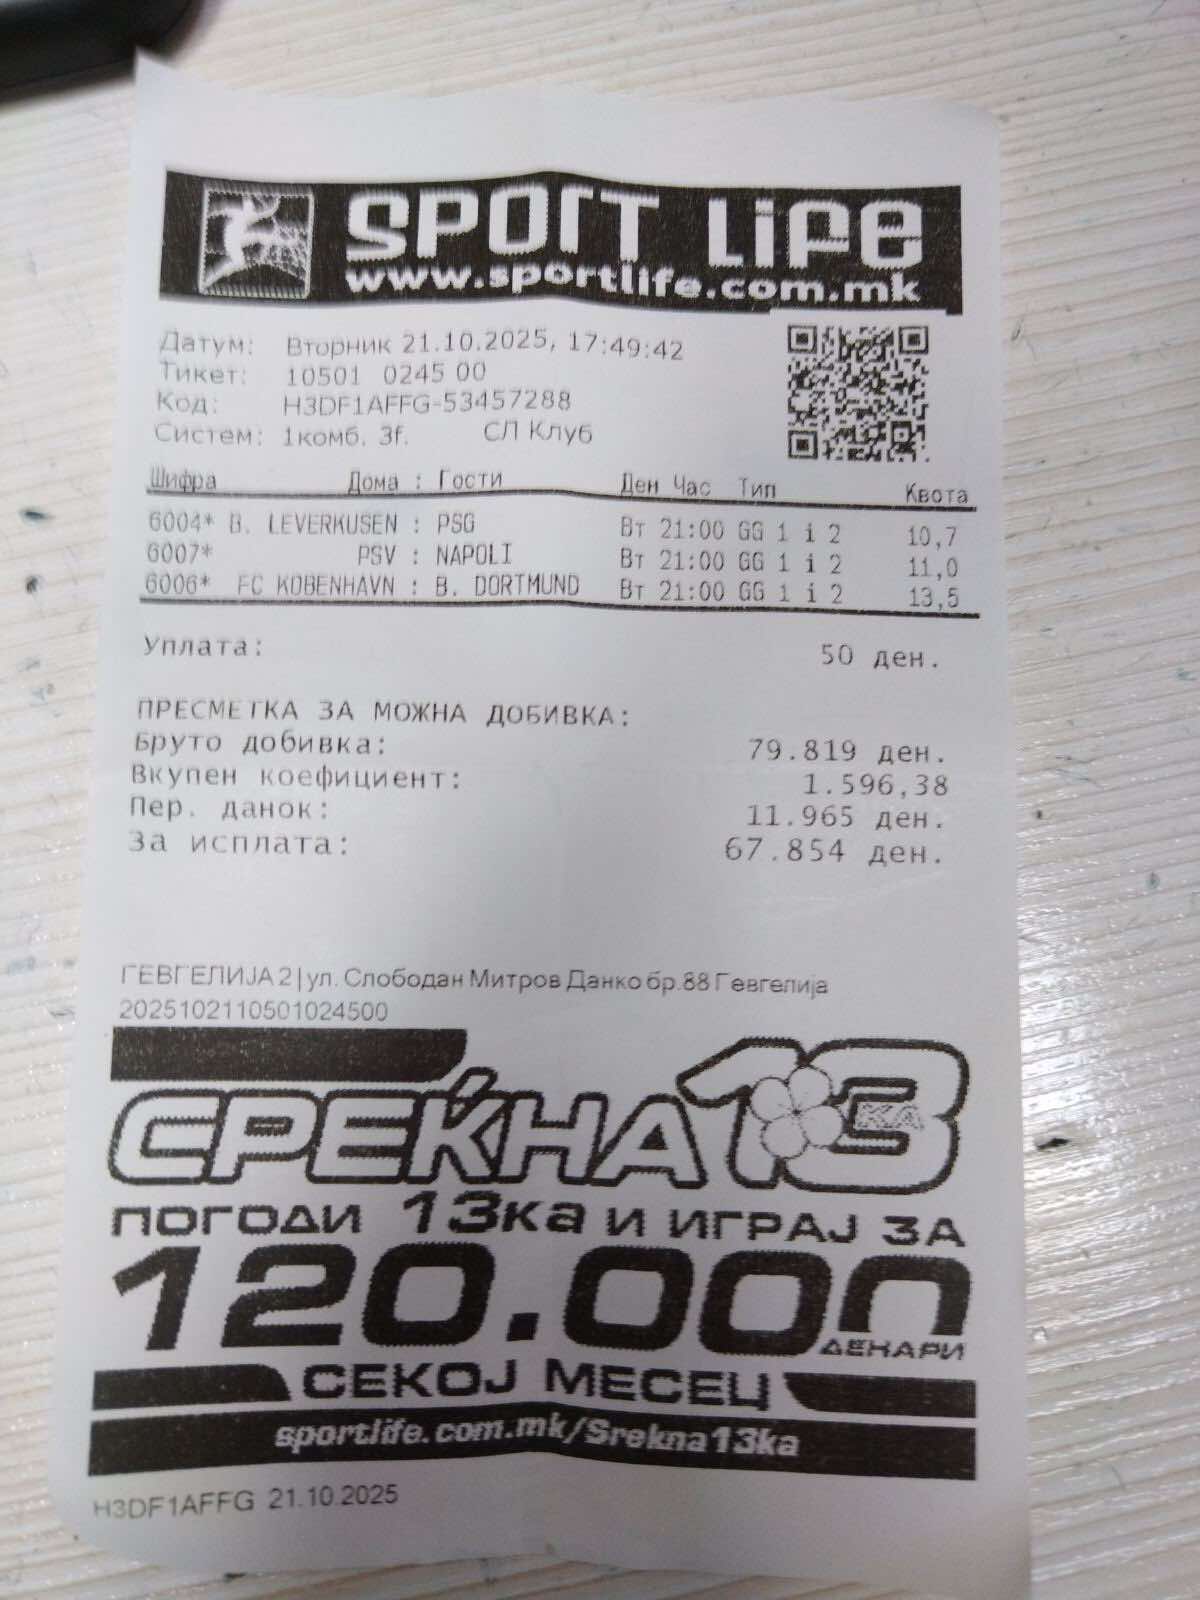 SPORT LIFE
www.sportlife.com.mk
Датум: Вторник 21.10.2025, 17:49:42
Тикет: 10501 0245 00
Код: H3DF1AFFG-53457288
Систем: 1комб. 3f. СЛ Клуб
Шифра Дома : Гости Ден Час Тип Квота
6004* B. LEVERKUSEN : PSG Вт 21:00 GG 1 i 2 10,7
6007* PSV : NAPOLI Вт 21:00 GG 1 i 2 11,0
6006* FC KOBENHAVN : B. DORTMUND Вт 21:00 GG 1 i 2 13,5
Уплата: 50 ден.
ПРЕСМЕТКА ЗА МОЖНА ДОБИВКА:
Бруто добивка: 79.819 ден.
Вкупен коефициент: 1.596,38
Пер. данок: 11.965 ден.
За исплата: 67.854 ден.
ГЕВГЕЛИЈА 2 | ул. Слободан Митров Данко бр.88 Гевгелија
2025102110501024500
СРЕЌНА 13КА
ПОГОДИ 13ка И ИГРАЈ ЗА
120.000
ДЕНАРИ
СЕКОЈ МЕСЕЦ
sportlife.com.mk/Srekna13ka
H3DF1AFFG 21.10.2025